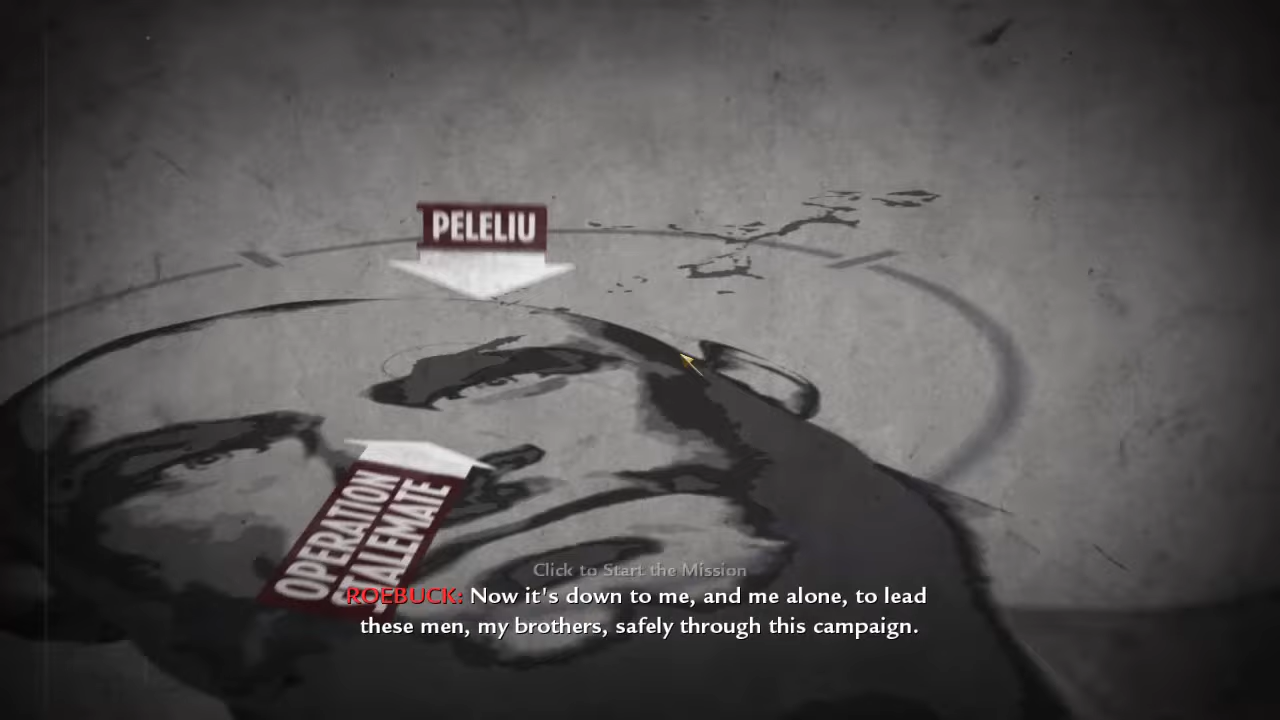 PELELIU
OPERATION
STALEMATE
Click to Start the Mission
ROEBUCK: Now it's down to me, and me alone, to lead
these men, my brothers, safely through this campaign.